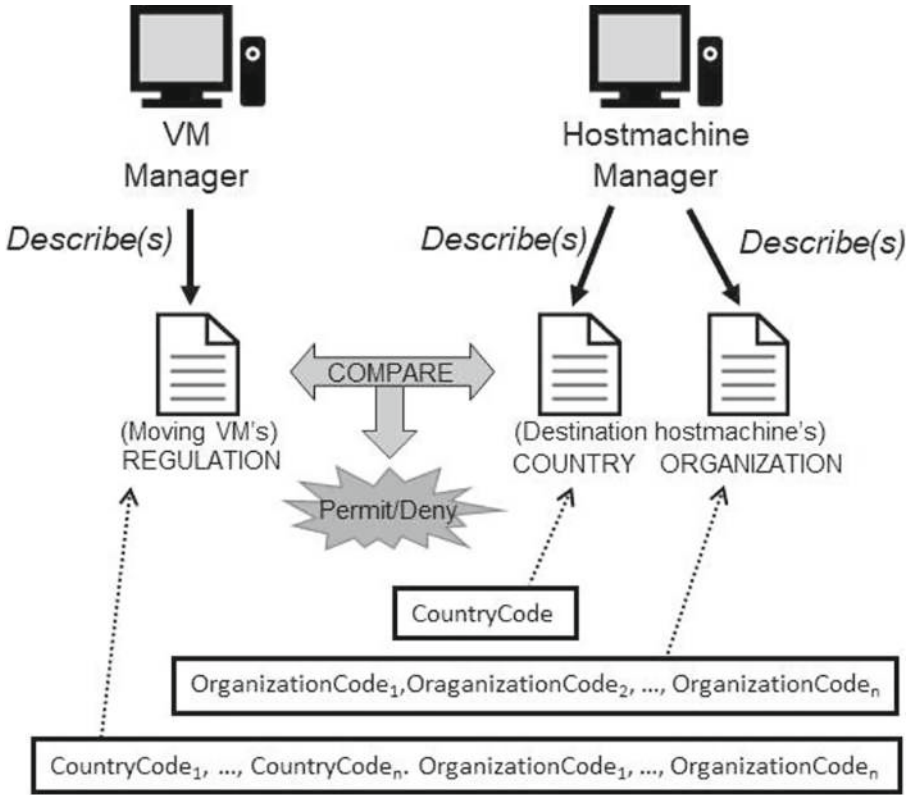 VM
Manager
Hostmachine
Manager
Describe(s)
Describe(s)
Describe(s)
COMPARE
(Moving VM's)
REGULATION
(Destination hostmachine's)
COUNTRY ORGANIZATION
Permit/Deny
CountryCode
OrganizationCode₁,OraganizationCode₂, ..., OrganizationCodeₙ
CountryCode₁, ..., CountryCodeₙ. OrganizationCode₁, ..., OrganizationCodeₙ